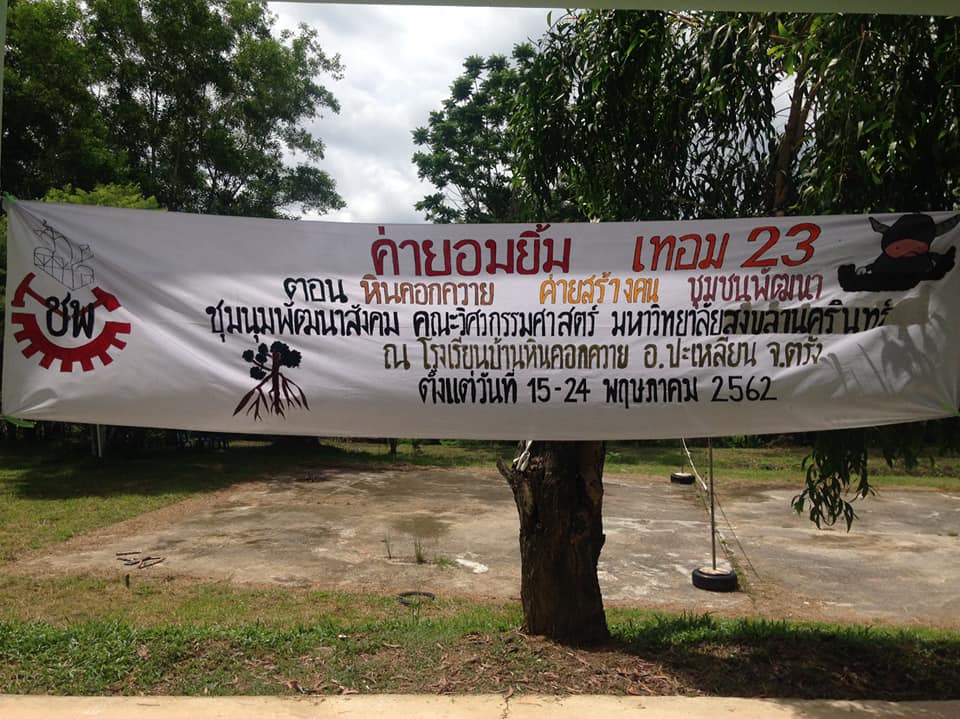 ค่ายอมยิ้ม เทอม 23
ตอน หินคอกควาย ค่ายสร้างคน ชุมชนพัฒนา
ชพ
ชุมนุมพัฒนาสังคม คณะวิศวกรรมศาสตร์ มหาวิทยาลัยสงขลานครินทร์
ณ โรงเรียนบ้านหินคอกควาย อ.ปะเหลียน จ.ตรัง
ตั้งแต่วันที่ 15-24 พฤษภาคม 2562